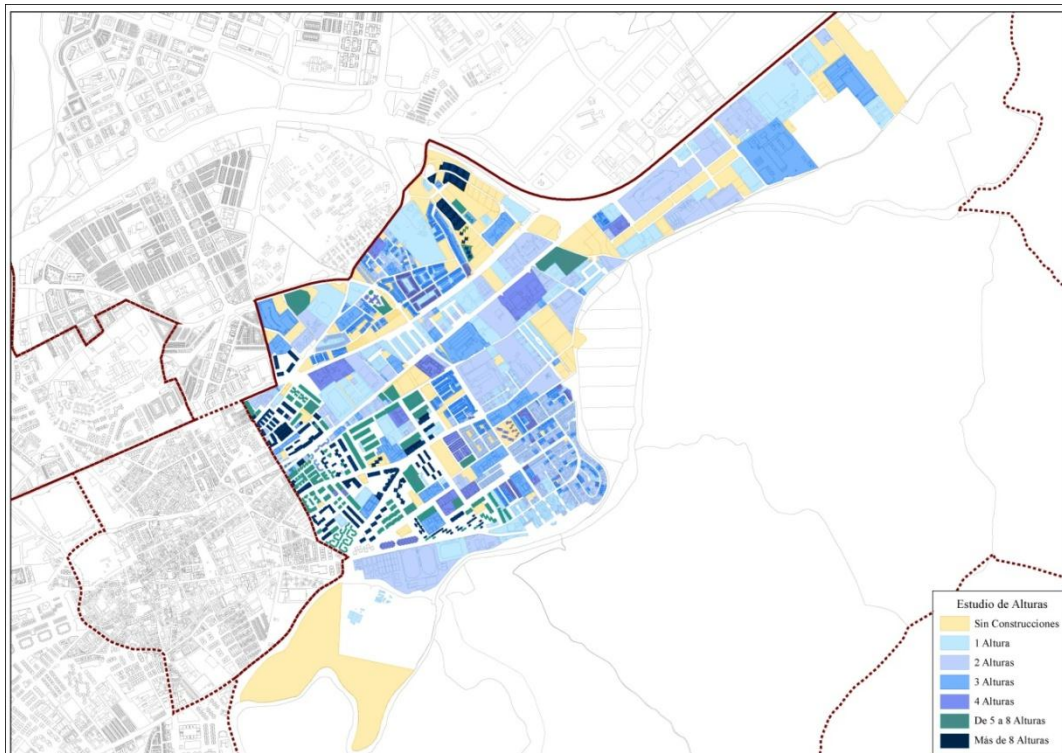 Estudio de Alturas
Sin Construcciones
1 Altura
2 Alturas
3 Alturas
4 Alturas
De 5 a 8 Alturas
Más de 8 Alturas